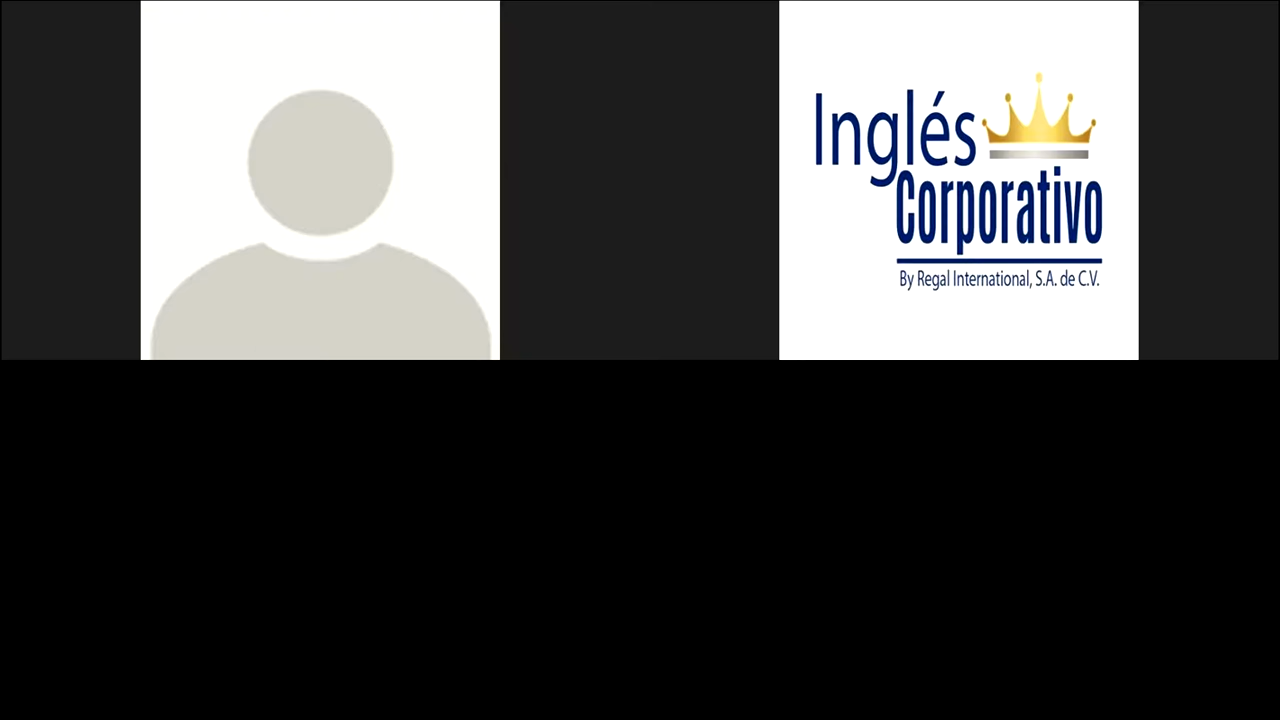 Inglés
Corporativo
By Regal International, S.A. de C.V.